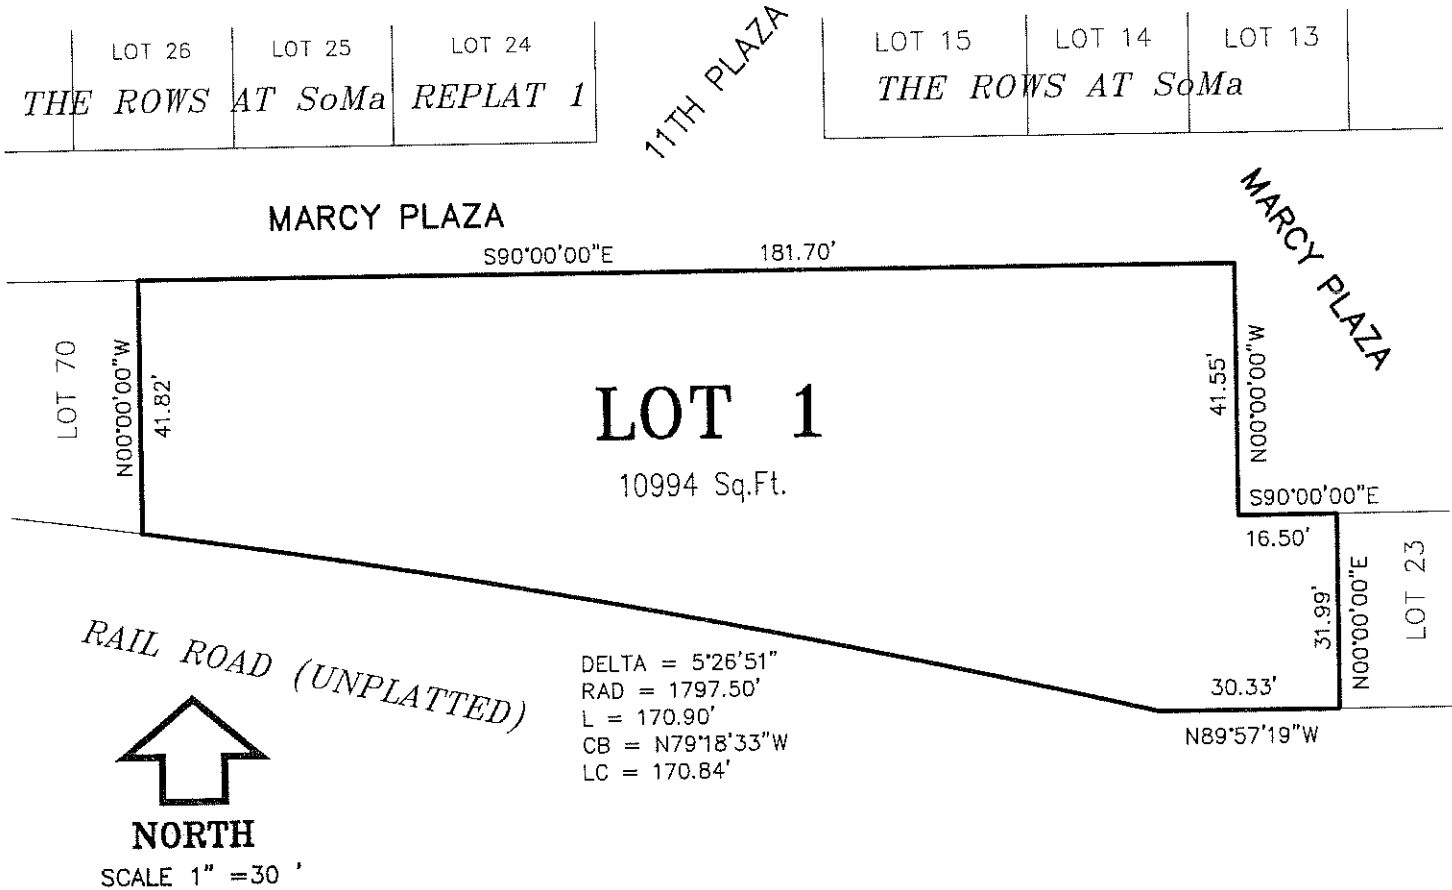 LOT 26
LOT 25
LOT 24
THE ROWS AT SoMa REPLAT 1
11TH PLAZA
LOT 15
LOT 14
LOT 13
THE ROWS AT SoMa
MARCY PLAZA
MARCY PLAZA
S90°00'00"E
181.70'
LOT 70
N00°00'00"W
41.82'
LOT 1
10994 Sq.Ft.
41.55'
N00°00'00"W
S90°00'00"E
16.50'
31.99'
N00°00'00"E
LOT 23
30.33'
N89°57'19"W
RAIL ROAD (UNPLATTED)
DELTA = 5°26'51"
RAD = 1797.50'
L = 170.90'
CB = N79°18'33"W
LC = 170.84'
NORTH
SCALE 1" =30 '